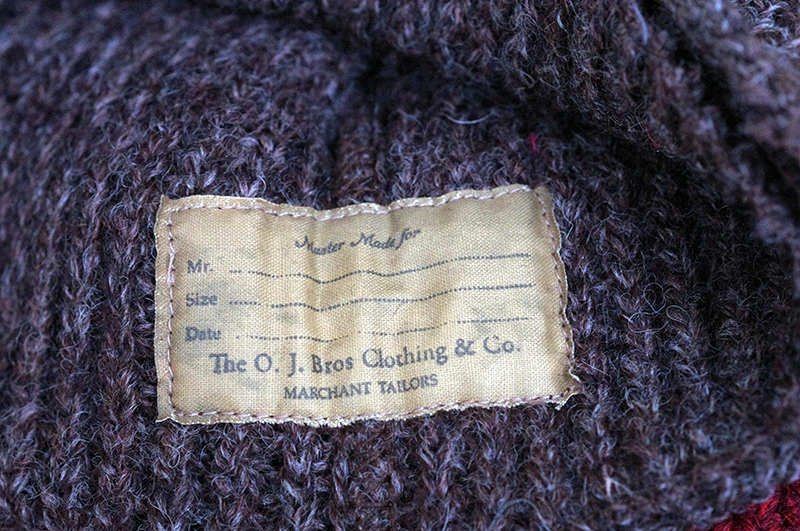 Master Made for
Mr.
Size
Date
The O. J. Bros Clothing & Co.
MARCHANT TAILORS